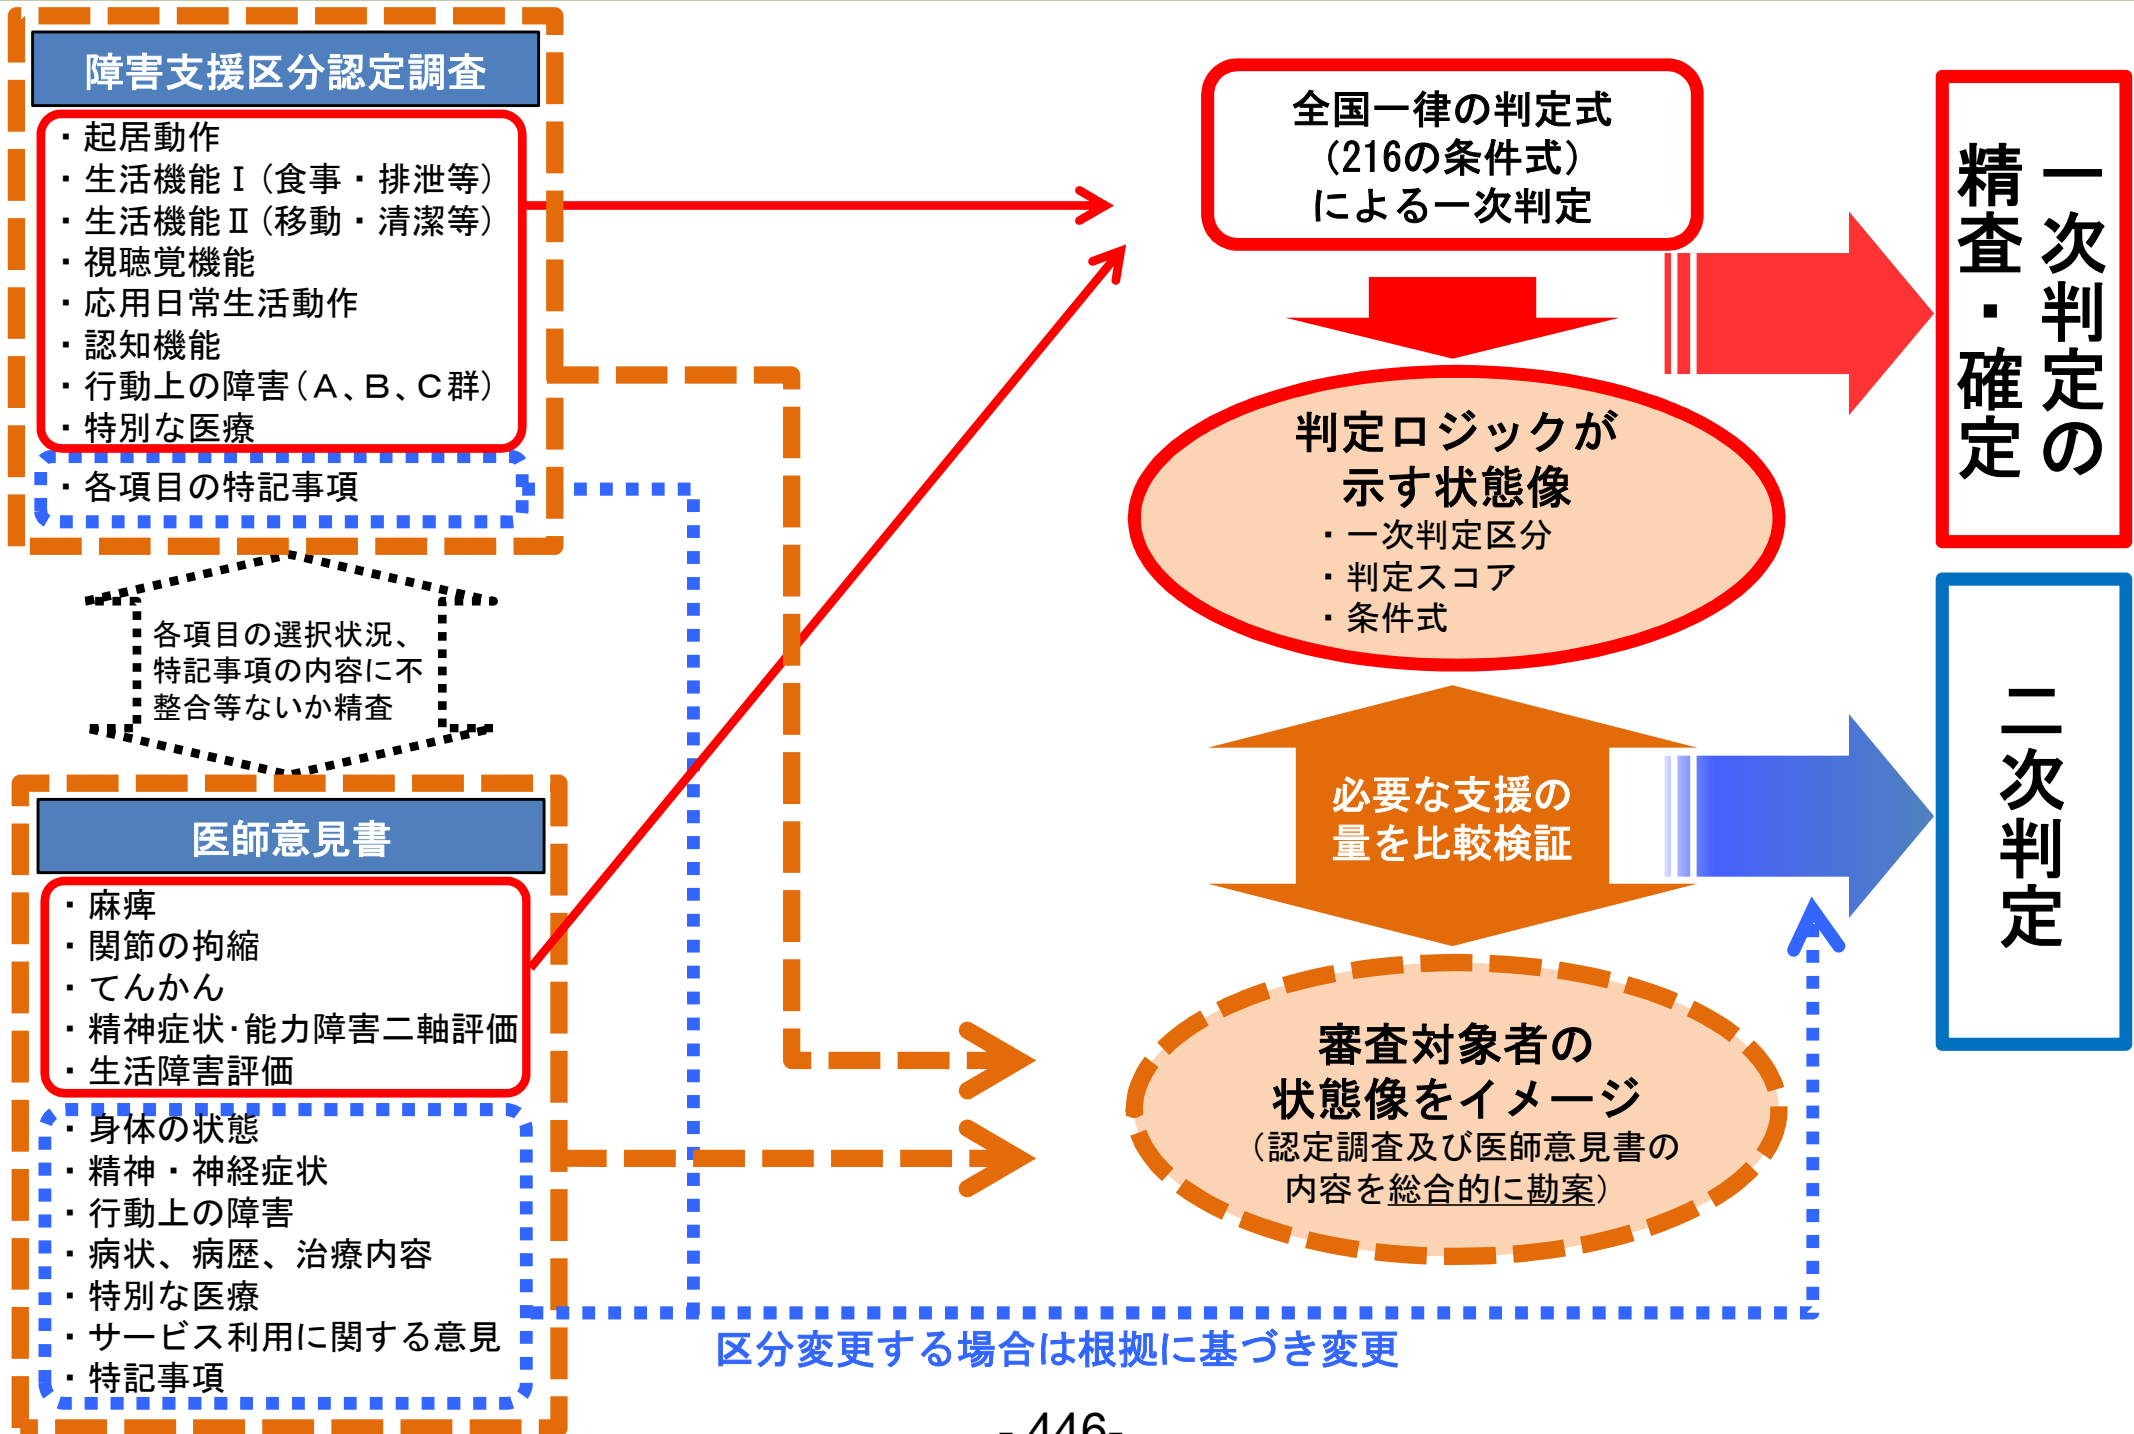 障害支援区分認定調査
・起居動作
・生活機能Ⅰ（食事・排泄等）
・生活機能Ⅱ（移動・清潔等）
・視聴覚機能
・応用日常生活動作
・認知機能
・行動上の障害（Ａ、Ｂ、Ｃ群）
・特別な医療
・各項目の特記事項
各項目の選択状況、
特記事項の内容に不
整合等ないか精査
医師意見書
・麻痺
・関節の拘縮
・てんかん
・精神症状･能力障害二軸評価
・生活障害評価
・身体の状態
・精神・神経症状
・行動上の障害
・病状、病歴、治療内容
・特別な医療
・サービス利用に関する意見
・特記事項
全国一律の判定式
（216の条件式）
による一次判定
判定ロジックが
示す状態像
・一次判定区分
・判定スコア
・条件式
必要な支援の
量を比較検証
審査対象者の
状態像をイメージ
（認定調査及び医師意見書の
内容を総合的に勘案）
区分変更する場合は根拠に基づき変更
一次判定の
精査・確定
二次判定
- 446-